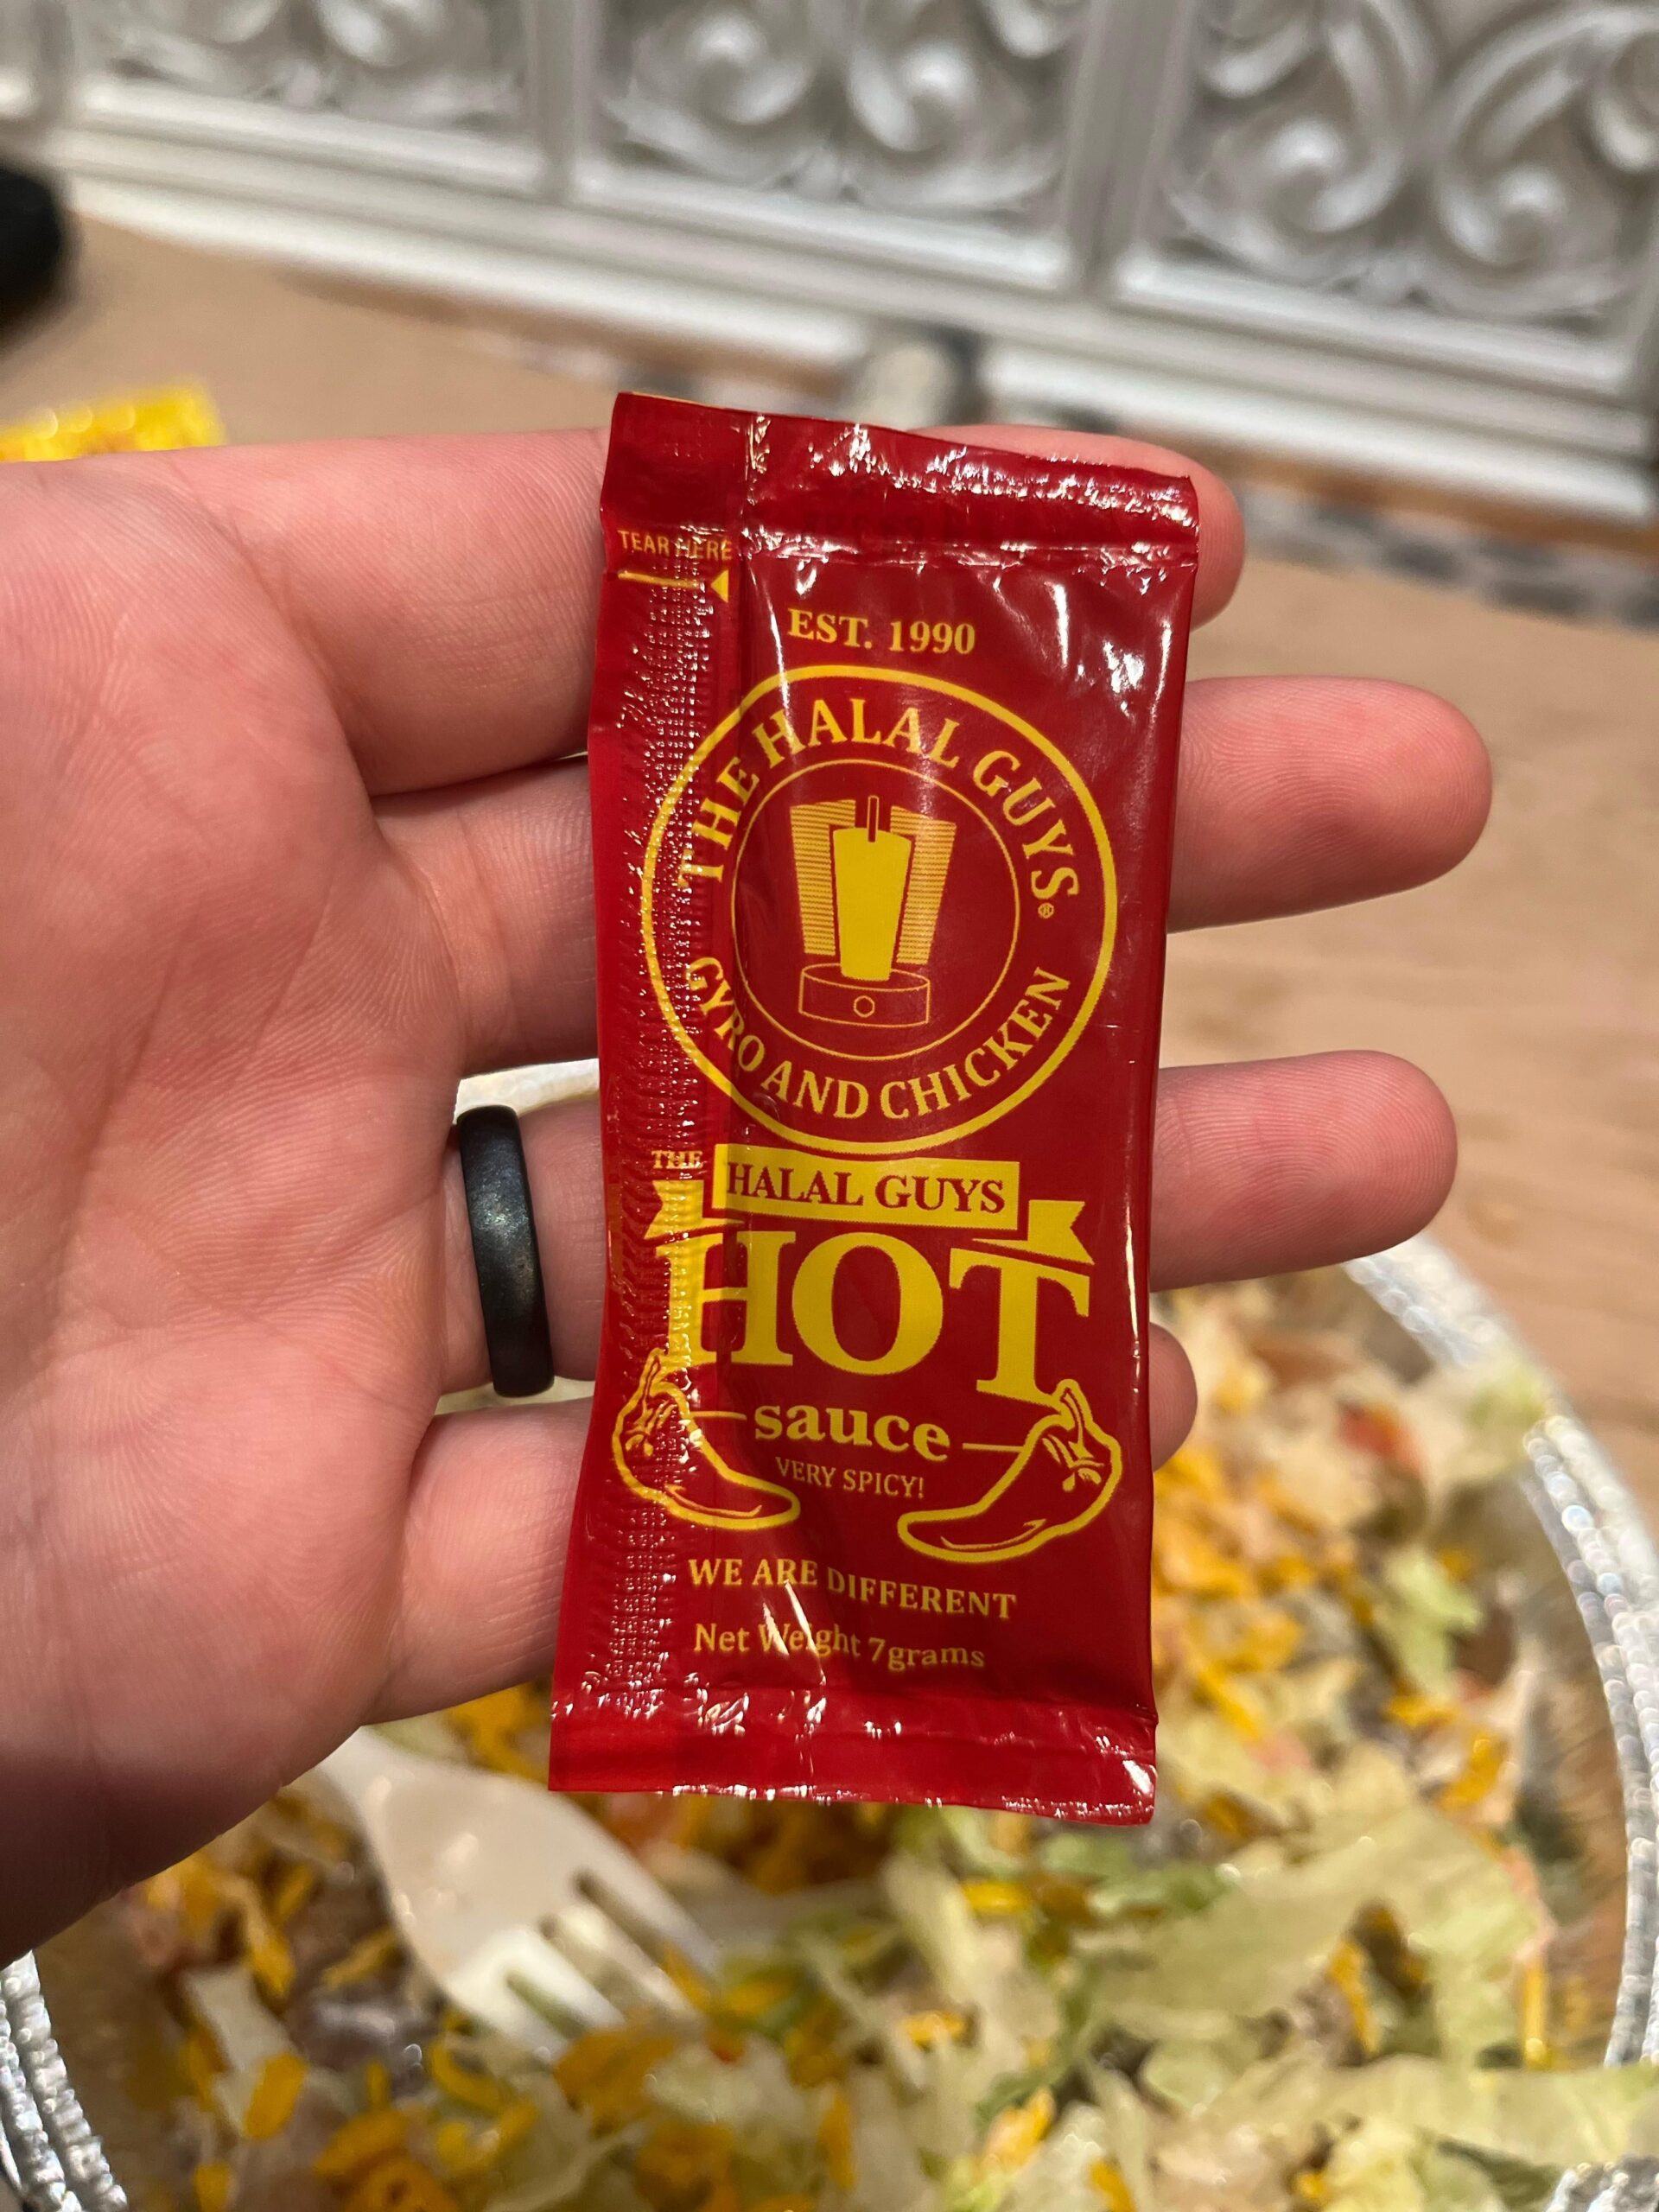 TEAR HERE
EST. 1990
THE HALAL GUYS®
GYRO AND CHICKEN
THE HALAL GUYS
HOT
sauce
VERY SPICY!
WE ARE DIFFERENT
Net Weight 7grams